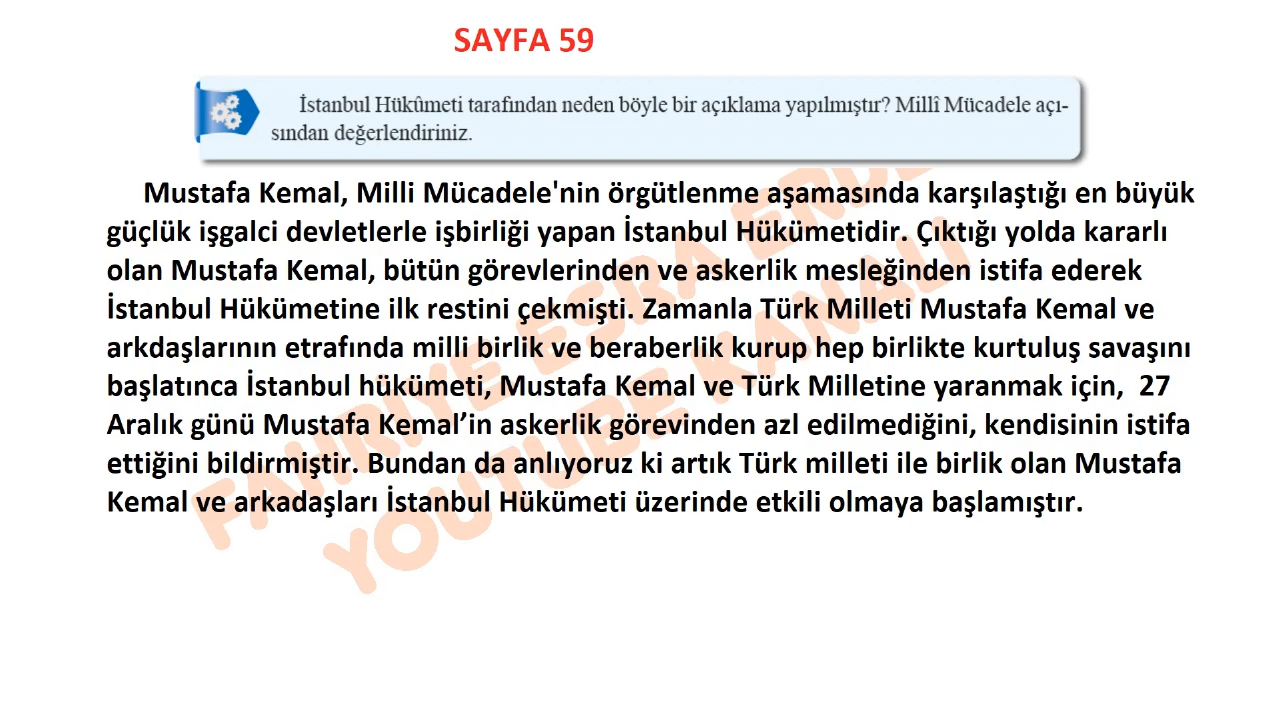 SAYFA 59
İstanbul Hükûmeti tarafından neden böyle bir açıklama yapılmıştır? Millî Mücadele açı-
sından değerlendiriniz.
Mustafa Kemal, Milli Mücadele'nin örgütlenme aşamasında karşılaştığı en büyük
güçlük işgalci devletlerle işbirliği yapan İstanbul Hükümetidir. Çıktığı yolda kararlı
olan Mustafa Kemal, bütün görevlerinden ve askerlik mesleğinden istifa ederek
İstanbul Hükümetine ilk restini çekmişti. Zamanla Türk Milleti Mustafa Kemal ve
arkdaşlarının etrafında milli birlik ve beraberlik kurup hep birlikte kurtuluş savaşını
başlatınca İstanbul hükümeti, Mustafa Kemal ve Türk Milletine yaranmak için, 27
Aralık günü Mustafa Kemal’in askerlik görevinden azl edilmediğini, kendisinin istifa
ettiğini bildirmiştir. Bundan da anlıyoruz ki artık Türk milleti ile birlik olan Mustafa
Kemal ve arkadaşları İstanbul Hükümeti üzerinde etkili olmaya başlamıştır.
FAHRİYE ESRA
YOUTUBE KANALI